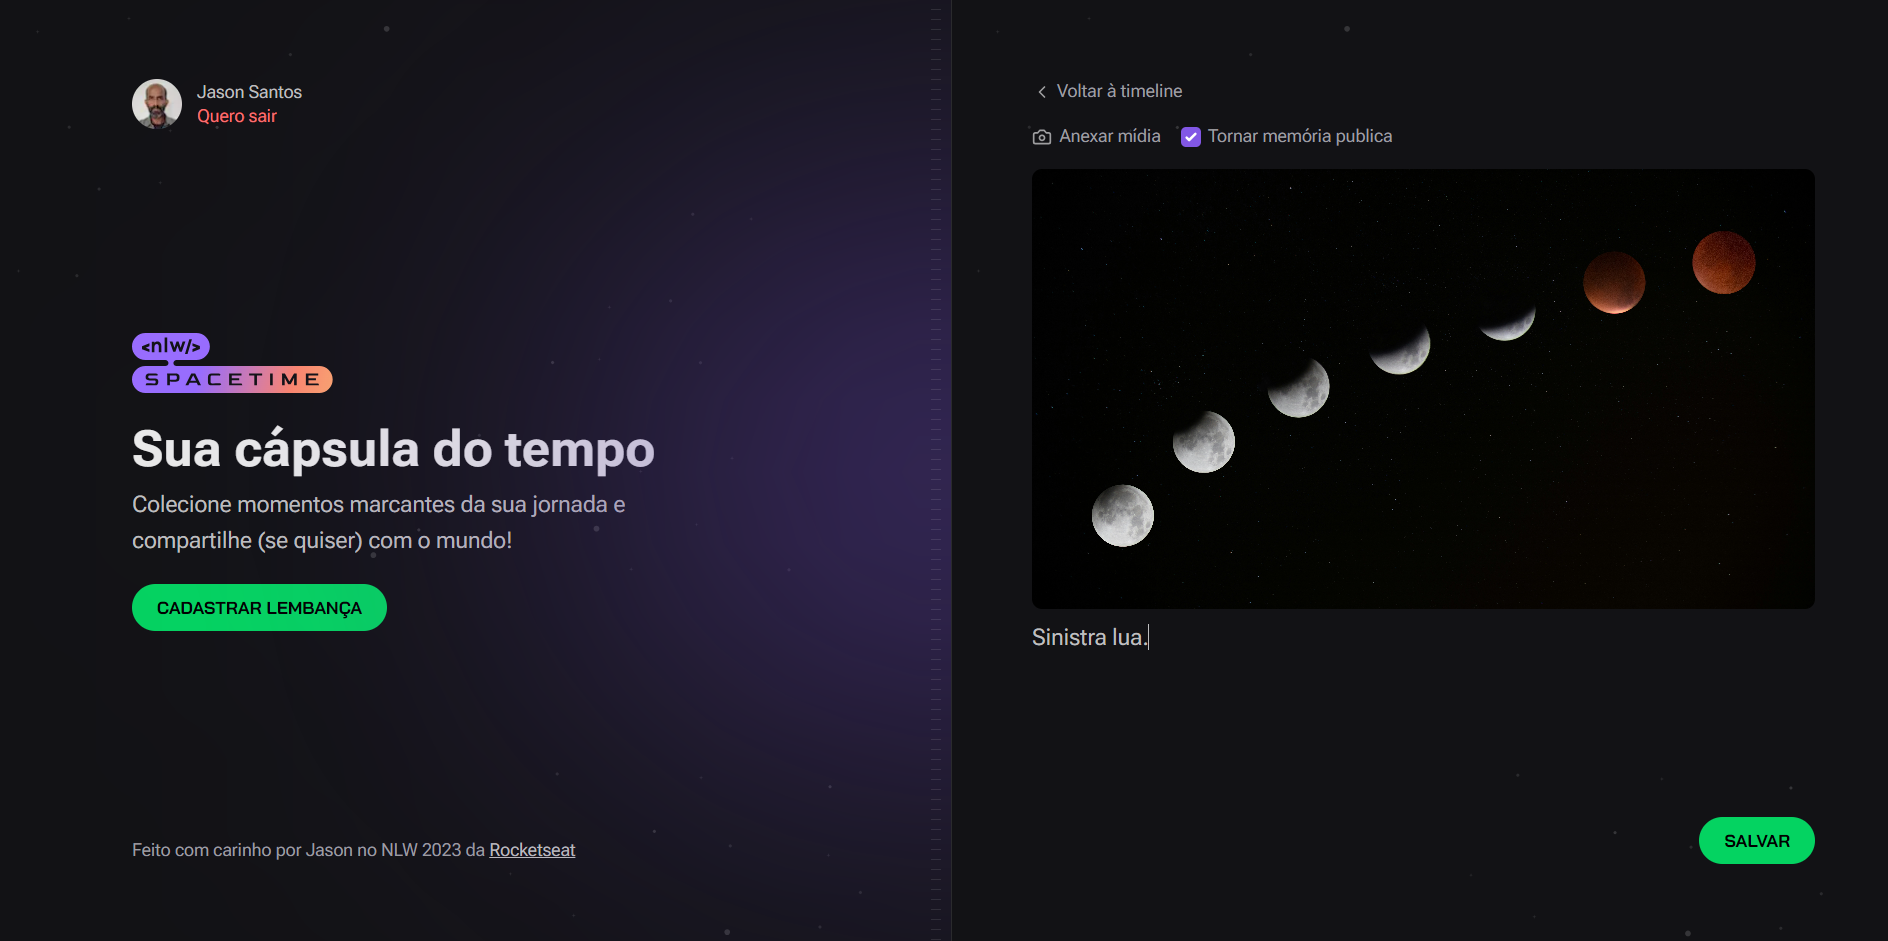 Jason Santos
Quero sair
<nlw/>
SPACETIME
Sua cápsula do tempo
Colecione momentos marcantes da sua jornada e
compartilhe (se quiser) com o mundo!
CADASTRAR LEMBANÇA
Feito com carinho por Jason no NLW 2023 da Rocketseat
Voltar à timeline
Anexar mídia
Tornar memória publica
Sinistra lua.
SALVAR